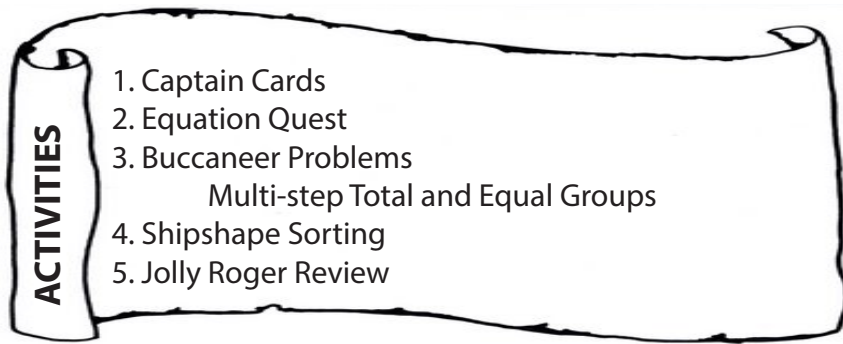 ACTIVITIES
1. Captain Cards
2. Equation Quest
3. Buccaneer Problems
Multi-step Total and Equal Groups
4. Shipshape Sorting
5. Jolly Roger Review